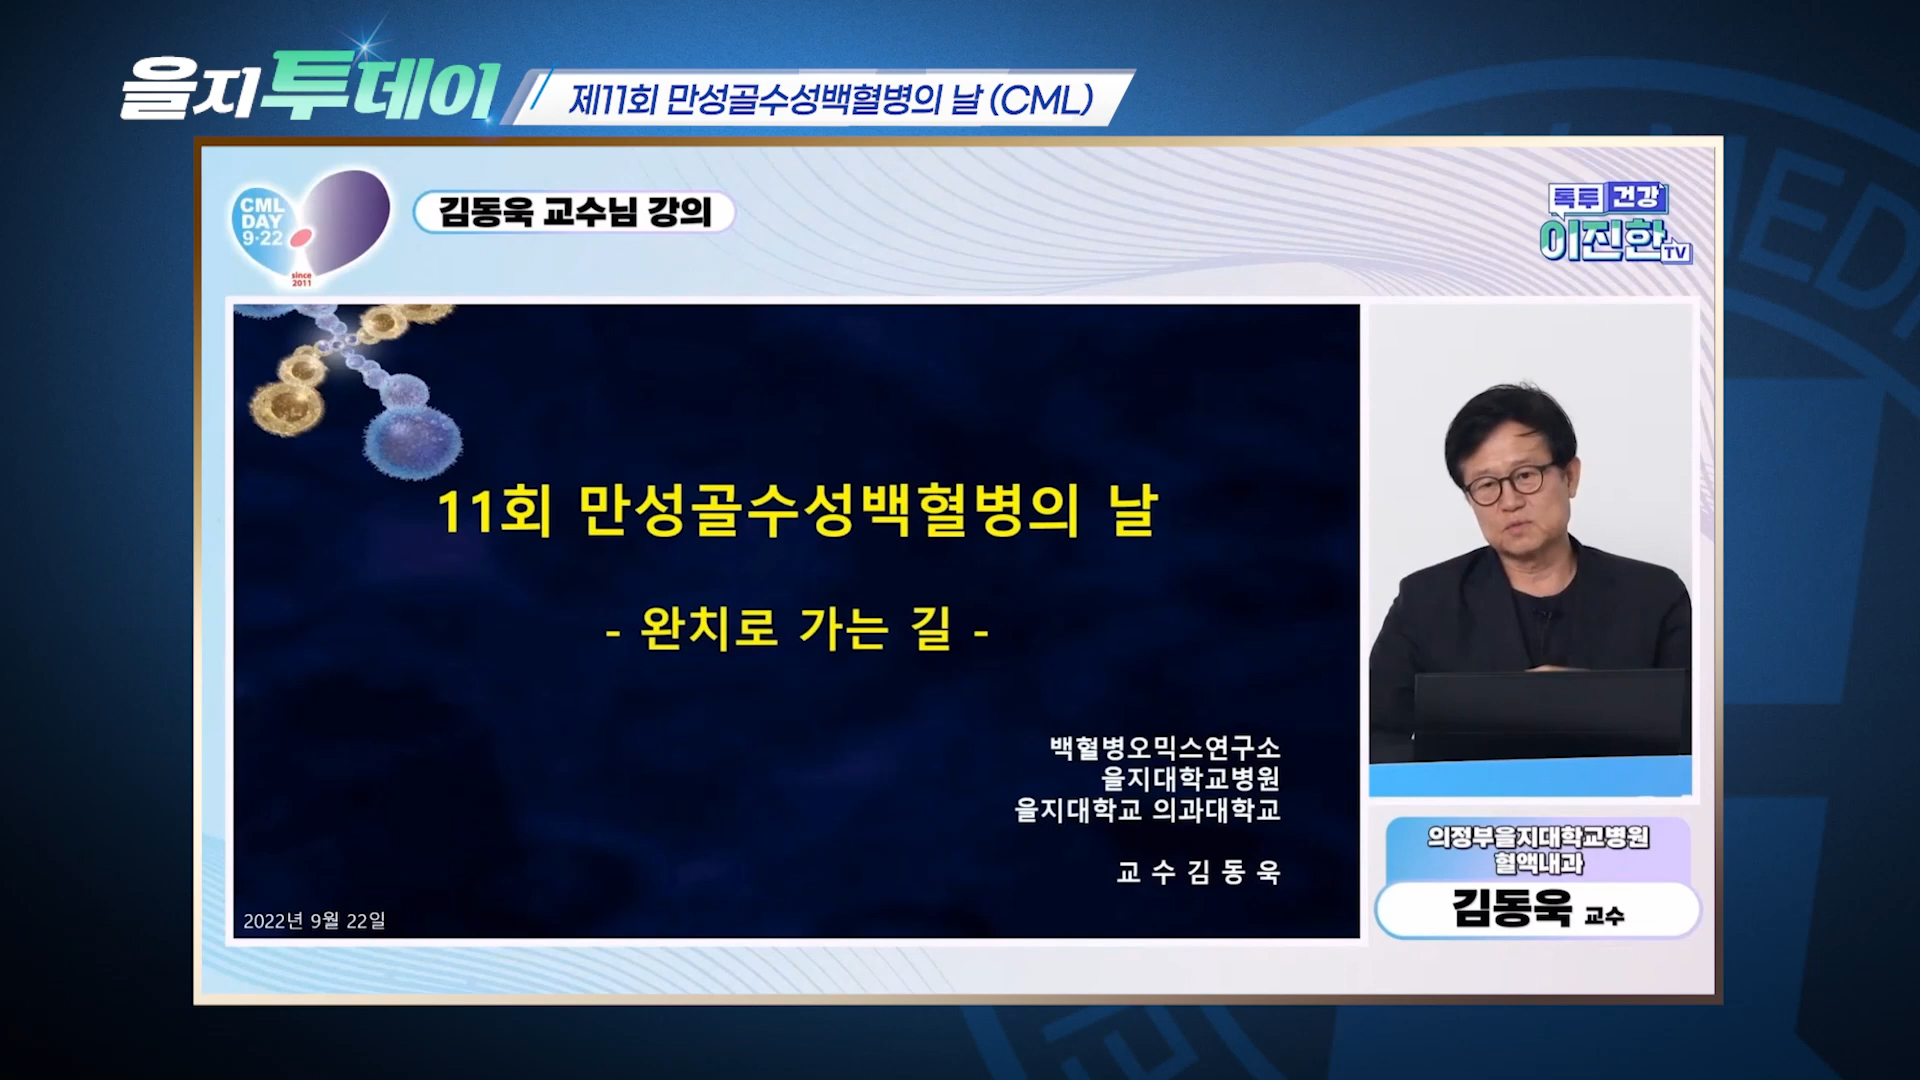 을지투데이
제11회 만성골수성백혈병의 날 (CML)
CML
DAY
9·22
since
2011
김동욱 교수님 강의
톡투 건강
이진한TV
11회 만성골수성백혈병의 날
- 완치로 가는 길 -
백혈병오믹스연구소
을지대학교병원
을지대학교 의과대학교
교 수 김 동 욱
2022년 9월 22일
의정부을지대학교병원
혈액내과
김동욱 교수
MEDI